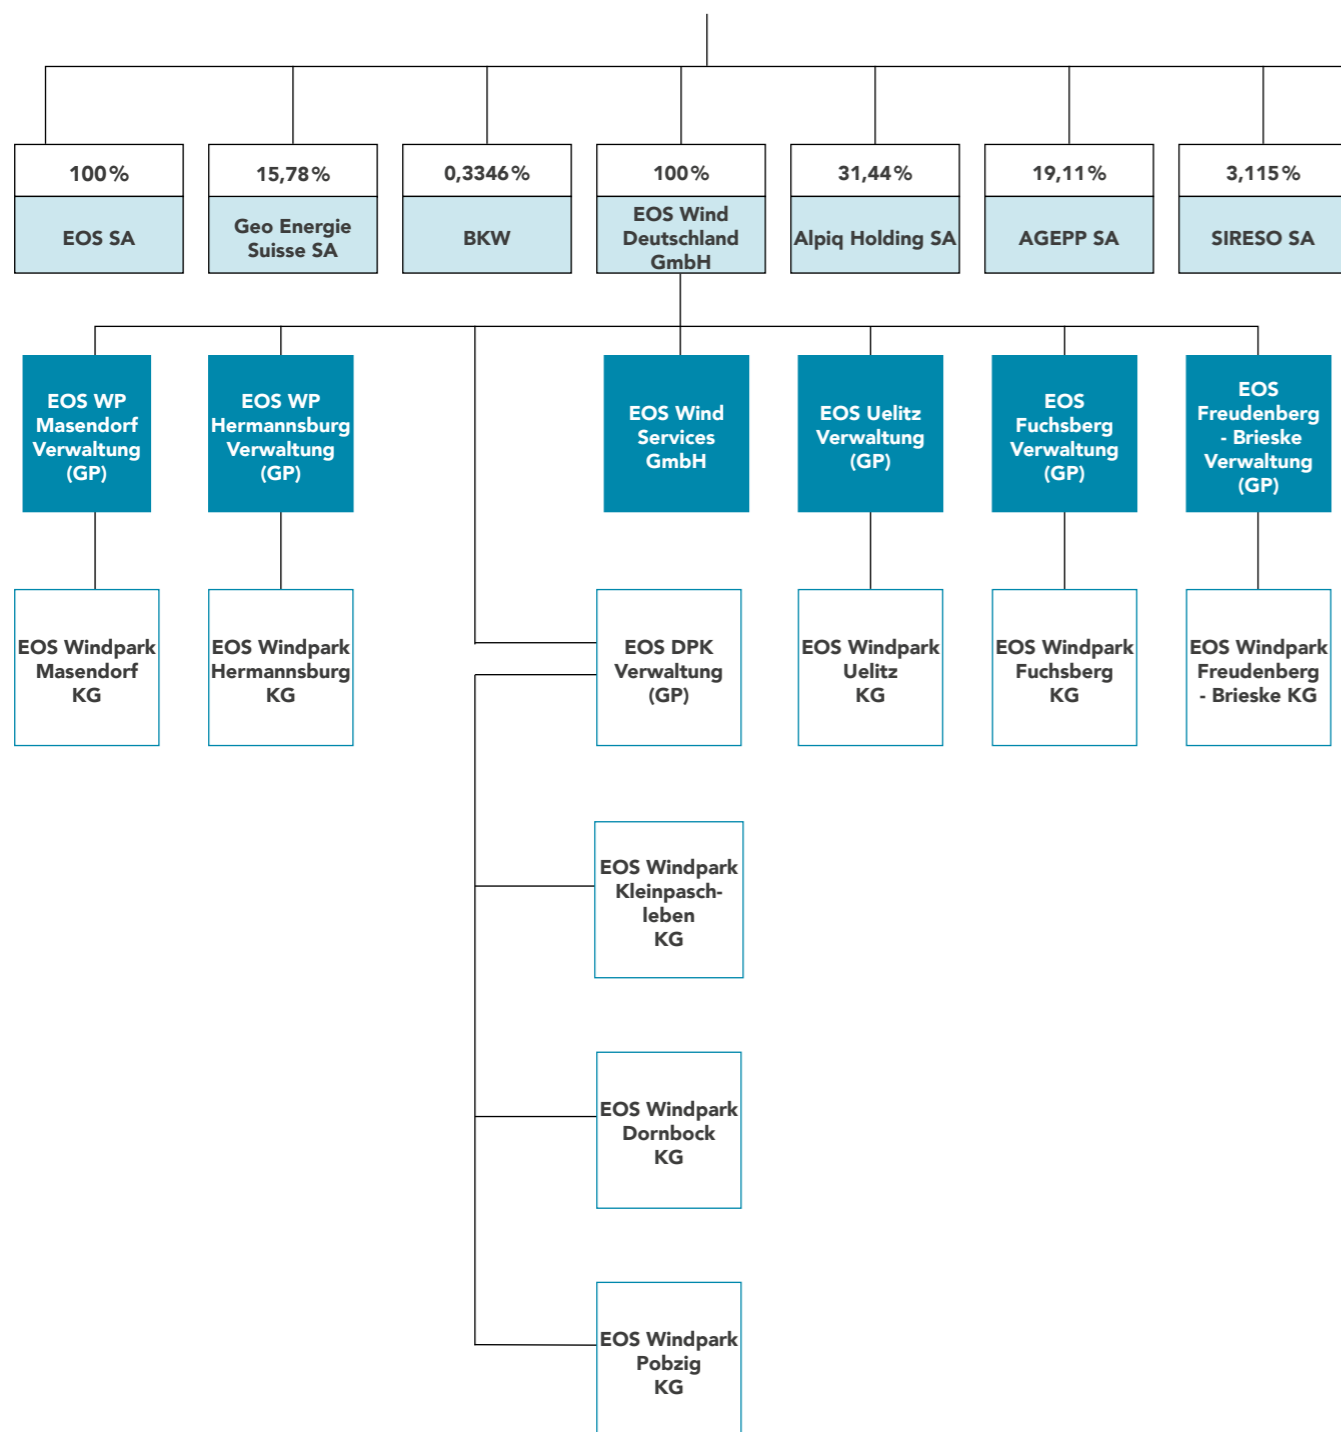 100%
15,78%
0,3346%
100%
31,44%
19,11%
3,115%
EOS SA
Geo Energie
Suisse SA
BKW
EOS Wind
Deutschland
GmbH
Alpiq Holding SA
AGEPP SA
SIRESO SA
EOS WP
Masendorf
Verwaltung
(GP)
EOS WP
Hermannsburg
Verwaltung
(GP)
EOS Wind
Services
GmbH
EOS Uelitz
Verwaltung
(GP)
EOS
Fuchsberg
Verwaltung
(GP)
EOS
Freudenberg
- Brieske
Verwaltung
(GP)
EOS Windpark
Masendorf
KG
EOS Windpark
Hermannsburg
KG
EOS DPK
Verwaltung
(GP)
EOS Windpark
Uelitz
KG
EOS Windpark
Fuchsberg
KG
EOS Windpark
Freudenberg
- Brieske KG
EOS Windpark
Kleinpasch-
leben
KG
EOS Windpark
Dornbock
KG
EOS Windpark
Pobzig
KG